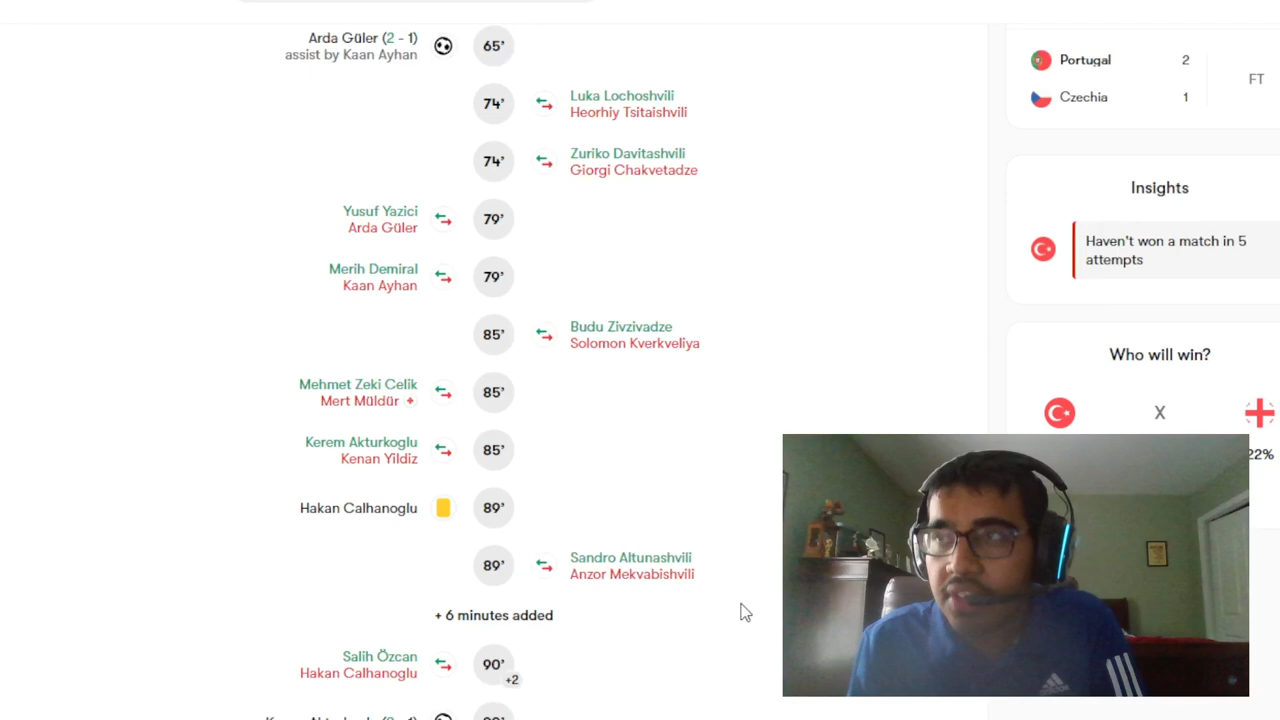 Arda Güler (2 - 1)
assist by Kaan Ayhan
65’
74’
Luka Lochoshvili
Heorhiy Tsitaishvili
74’
Zuriko Davitashvili
Giorgi Chakvetadze
Yusuf Yazici
Arda Güler
79’
Merih Demiral
Kaan Ayhan
79’
85’
Budu Zivzivadze
Solomon Kverkveliya
Mehmet Zeki Celik
Mert Müldür
85’
Kerem Akturkoglu
Kenan Yildiz
85’
Hakan Calhanoglu
89’
89’
Sandro Altunashvili
Anzor Mekvabishvili
+ 6 minutes added
Salih Özcan
Hakan Calhanoglu
90’
+2
Portugal 2
Czechia 1
FT
Insights
Haven't won a match in 5
attempts
Who will win?
X
22%